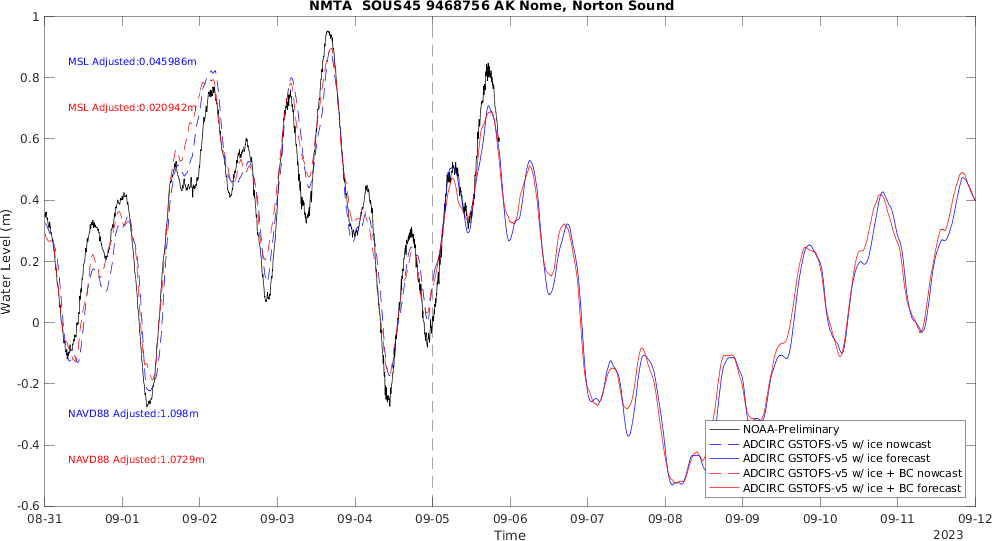 NMTA  SOUS45 9468756 AK Nome, Norton Sound
Water Level (m)
1
0.8
0.6
0.4
0.2
0
-0.2
-0.4
-0.6
MSL Adjusted:0.045986m
MSL Adjusted:0.020942m
NAVD88 Adjusted:1.098m
NAVD88 Adjusted:1.0729m
NOAA-Preliminary
ADCIRC GSTOFS-v5 w/ ice nowcast
ADCIRC GSTOFS-v5 w/ ice forecast
ADCIRC GSTOFS-v5 w/ ice + BC nowcast
ADCIRC GSTOFS-v5 w/ ice + BC forecast
08-31 09-01 09-02 09-03 09-04 09-05 09-06 09-07 09-08 09-09 09-10 09-11 09-12
Time
2023